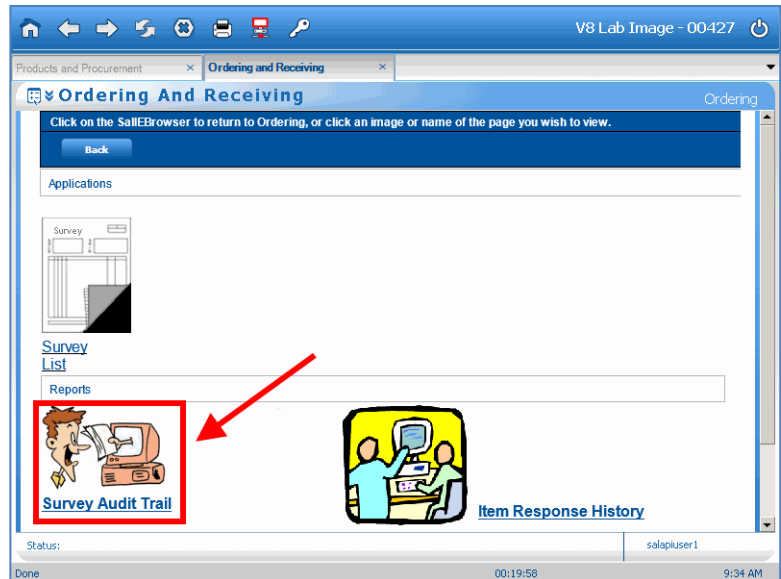 V8 Lab Image - 00427
Products and Procurement
Ordering and Receiving
Ordering And Receiving
Ordering
Click on the SallEBrowser to return to Ordering, or click an image or name of the page you wish to view.
Back
Applications
Survey
Survey
List
Reports
Survey Audit Trail
Item Response History
Status:
salapiuser1
Done
00:19:58
9:34 AM